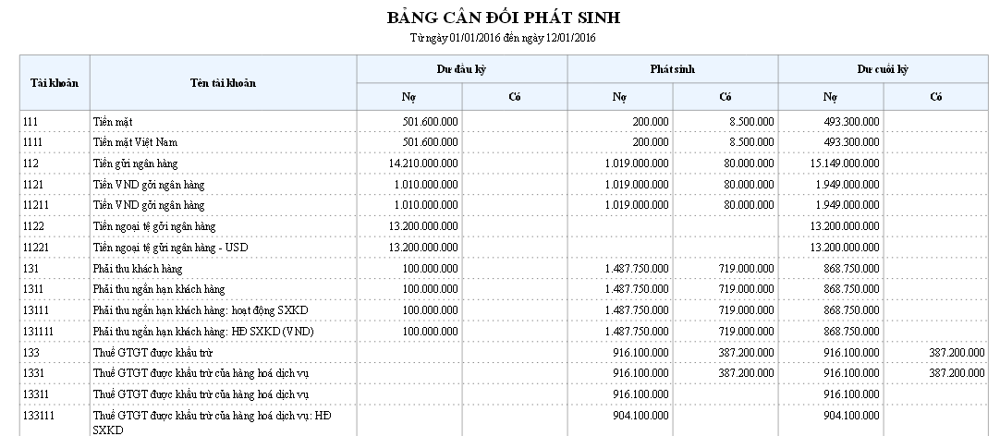 BẢNG CÂN ĐỐI PHÁT SINH
Từ ngày 01/01/2016 đến ngày 12/01/2016
Tài khoản Tên tài khoản Dư đầu kỳ Phát sinh Dư cuối kỳ
Nợ Có Nợ Có Nợ Có
111 Tiền mặt 501.600.000 200.000 8.500.000 493.300.000
1111 Tiền mặt Việt Nam 501.600.000 200.000 8.500.000 493.300.000
112 Tiền gửi ngân hàng 14.210.000.000 1.019.000.000 80.000.000 15.149.000.000
1121 Tiền VND gởi ngân hàng 1.010.000.000 1.019.000.000 80.000.000 1.949.000.000
11211 Tiền VND gởi ngân hàng 1.010.000.000 1.019.000.000 80.000.000 1.949.000.000
1122 Tiền ngoại tệ gởi ngân hàng 13.200.000.000 13.200.000.000
11221 Tiền ngoại tệ gửi ngân hàng - USD 13.200.000.000 13.200.000.000
131 Phải thu khách hàng 100.000.000 1.487.750.000 719.000.000 868.750.000
1311 Phải thu ngắn hạn khách hàng 100.000.000 1.487.750.000 719.000.000 868.750.000
13111 Phải thu ngắn hạn khách hàng: hoạt động SXKD 100.000.000 1.487.750.000 719.000.000 868.750.000
131111 Phải thu ngắn hạn khách hàng: HĐ SXKD (VND) 100.000.000 1.487.750.000 719.000.000 868.750.000
133 Thuế GTGT được khấu trừ 916.100.000 387.200.000 916.100.000 387.200.000
1331 Thuế GTGT được khấu trừ của hàng hoá dịch vụ 916.100.000 387.200.000 916.100.000 387.200.000
13311 Thuế GTGT được khấu trừ của hàng hoá dịch vụ 916.100.000 916.100.000
133111 Thuế GTGT được khấu trừ của hàng hoá dịch vụ: HĐ 904.100.000 904.100.000
SXKD